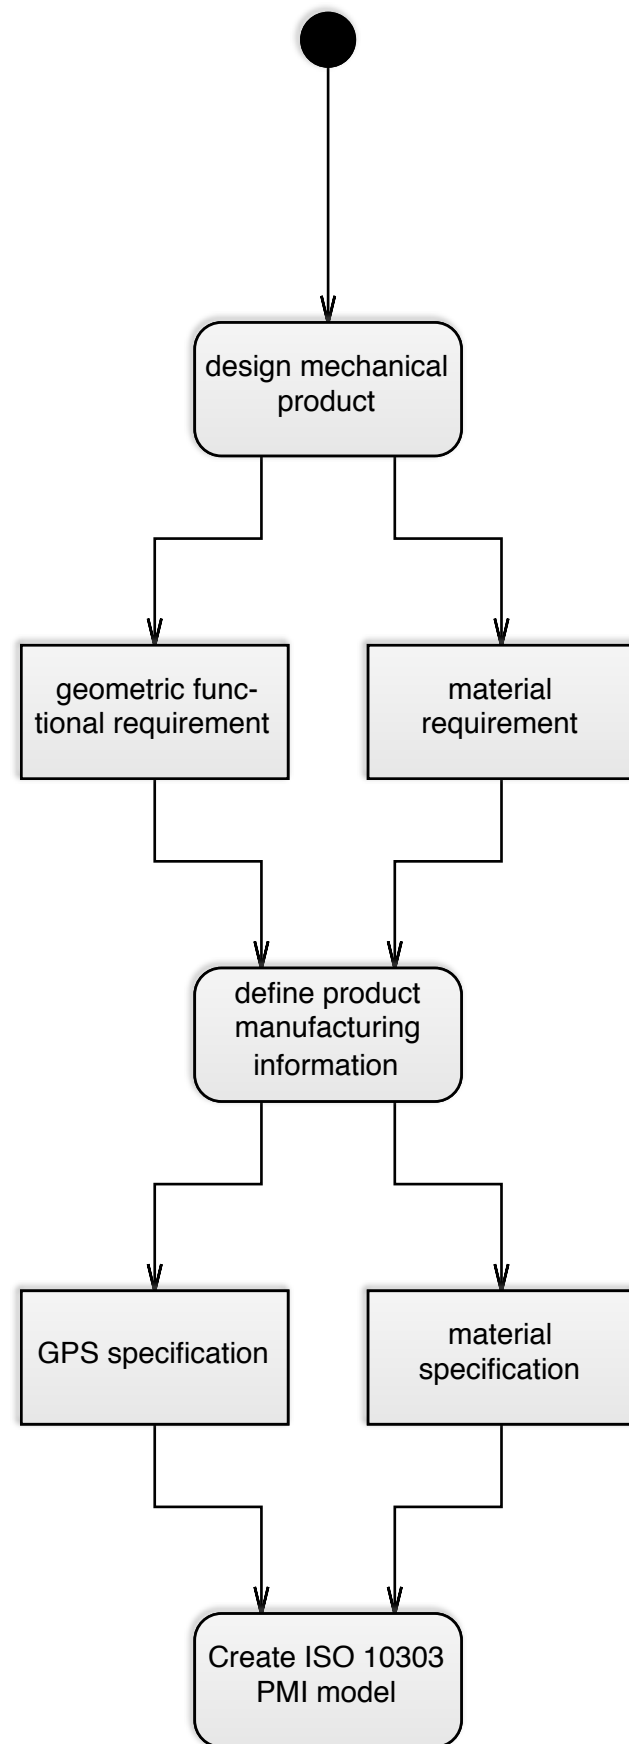 design mechanical
product
geometric func-
tional requirement
material
requirement
define product
manufacturing
information
GPS specification
material
specification
Create ISO 10303
PMI model